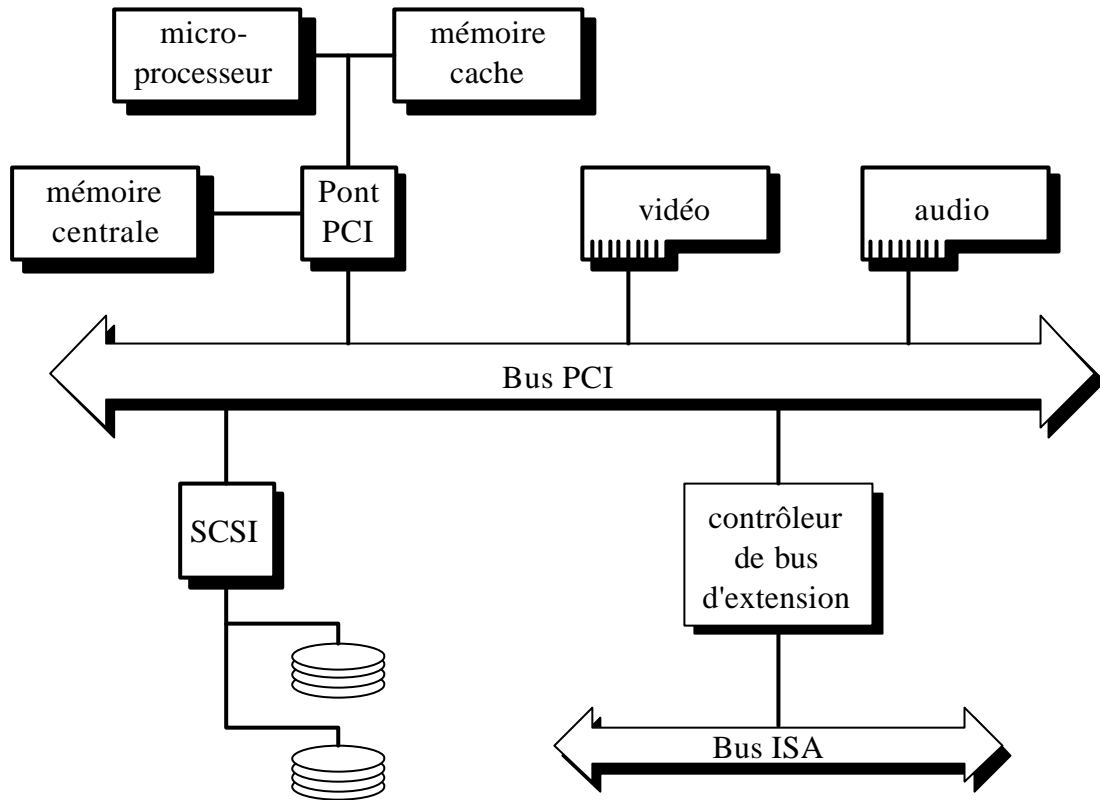 micro-
processeur
mémoire
cache
mémoire
centrale
Pont
PCI
vidéo
audio
Bus PCI
SCSI
contrôleur
de bus
d'extension
Bus ISA